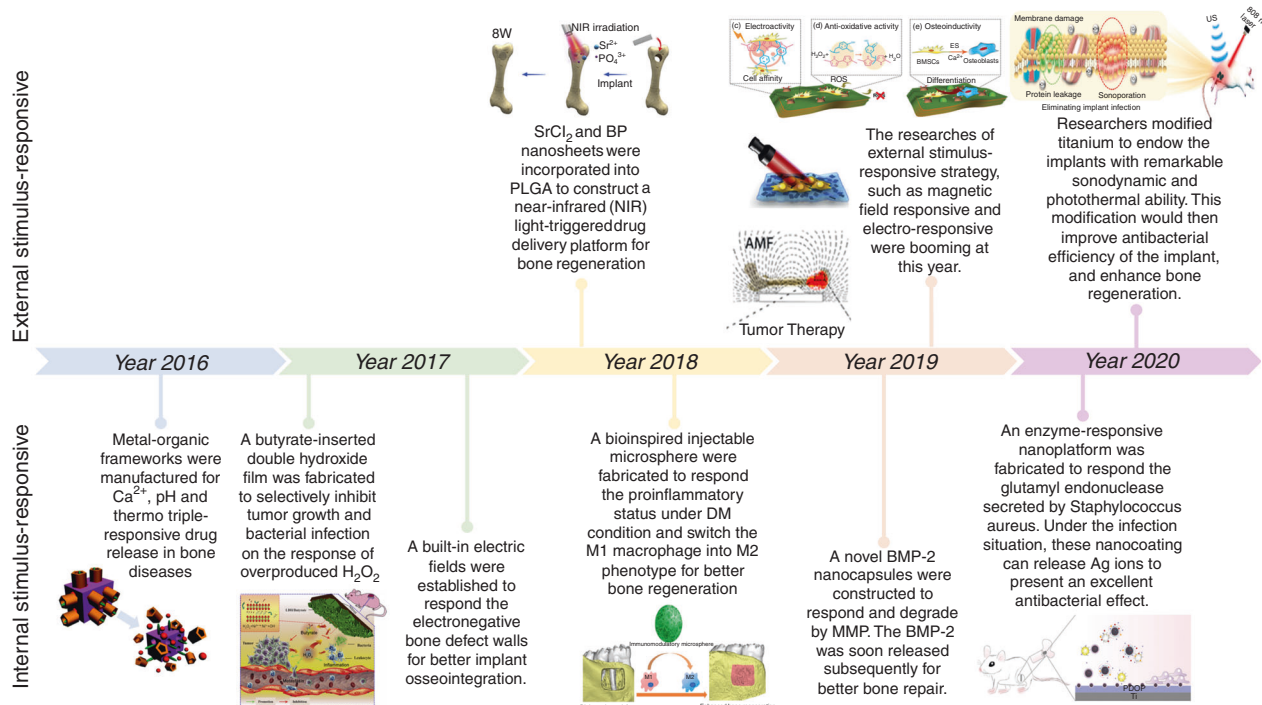 External stimulus-responsive
8W
NIR irradiation
Sr²⁺
PO₄³⁺
Implant
SrCl₂ and BP
nanosheets were
incorporated into
PLGA to construct a
near-infrared (NIR)
light-triggereddrug
delivery platform for
bone regeneration
(c) Electroactivity
Cell affinity
(d) Anti-oxidative activity
H₂O₂
H₂O
ROS
(e) Osteoinductivity
ES
Ca²⁺
BMSCs
Osteoblasts
Differentiation
AMF
Tumor Therapy
The researches of
external stimulus-
responsive strategy,
such as magnetic
field responsive and
electro-responsive
were booming at
this year.
Membrane damage
Protein leakage
Sonoporation
US
808
laser
Eliminating implant infection
Researchers modified
titanium to endow the
implants with remarkable
sonodynamic and
photothermal ability. This
modification would then
improve antibacterial
efficiency of the implant,
and enhance bone
regeneration.
Year 2016
Year 2017
Year 2018
Year 2019
Year 2020
Internal stimulus-responsive
Metal-organic
frameworks were
manufactured for
Ca²⁺, pH and
thermo triple-
responsive drug
release in bone
diseases
A butyrate-inserted
double hydroxide
film was fabricated
to selectively inhibit
tumor growth and
bacterial infection
on the response of
overproduced H₂O₂
Butyrate
Inflammation
A built-in electric
fields were
established to
respond the
electronegative
bone defect walls
for better implant
osseointegration.
A bioinspired injectable
microsphere were
fabricated to respond
the proinflammatory
status under DM
condition and switch the
M1 macrophage into M2
phenotype for better
bone regeneration
Immunomodulatory microsphere
M1
M2
A novel BMP-2
nanocapsules were
constructed to
respond and degrade
by MMP. The BMP-2
was soon released
subsequently for
better bone repair.
An enzyme-responsive
nanoplatform was
fabricated to respond the
glutamyl endonuclease
secreted by Staphylococcus
aureus. Under the infection
situation, these nanocoating
can release Ag ions to
present an excellent
antibacterial effect.
PDOP
Ti